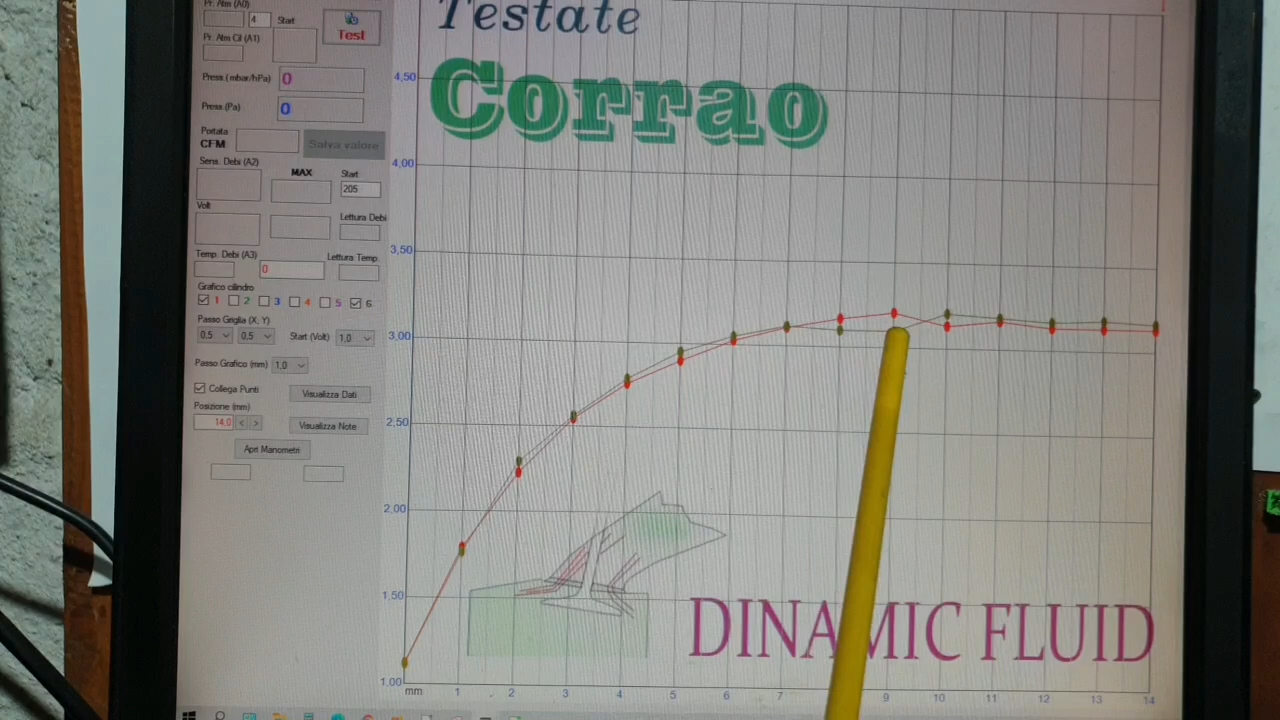 Pr. Atm (A0)
4 Start
Test
Pr. Atm Cil (A1)
Press.(mbar/hPa) 0
Press.(Pa) 0
Portata
CFM Salva valore
Sens. Debi (A2)
MAX Start
205
Volt
Lettura Debi
Temp. Debi (A3) Lettura Temp.
0
Grafico cilindro
1 2 3 4 5 6
Passo Griglia (X, Y)
0,5 0,5 Start (Volt) 1,0
Passo Grafico (mm) 1,0
Collega Punti Visualizza Dati
Posizione (mm)
14,0 < > Visualizza Note
Apri Manometri
Testate
Corrao
4,50
4,00
3,50
3,00
2,50
2,00
1,50
1,00
DINAMIC FLUID
mm 1 2 3 4 5 6 7 9 10 11 12 13 14